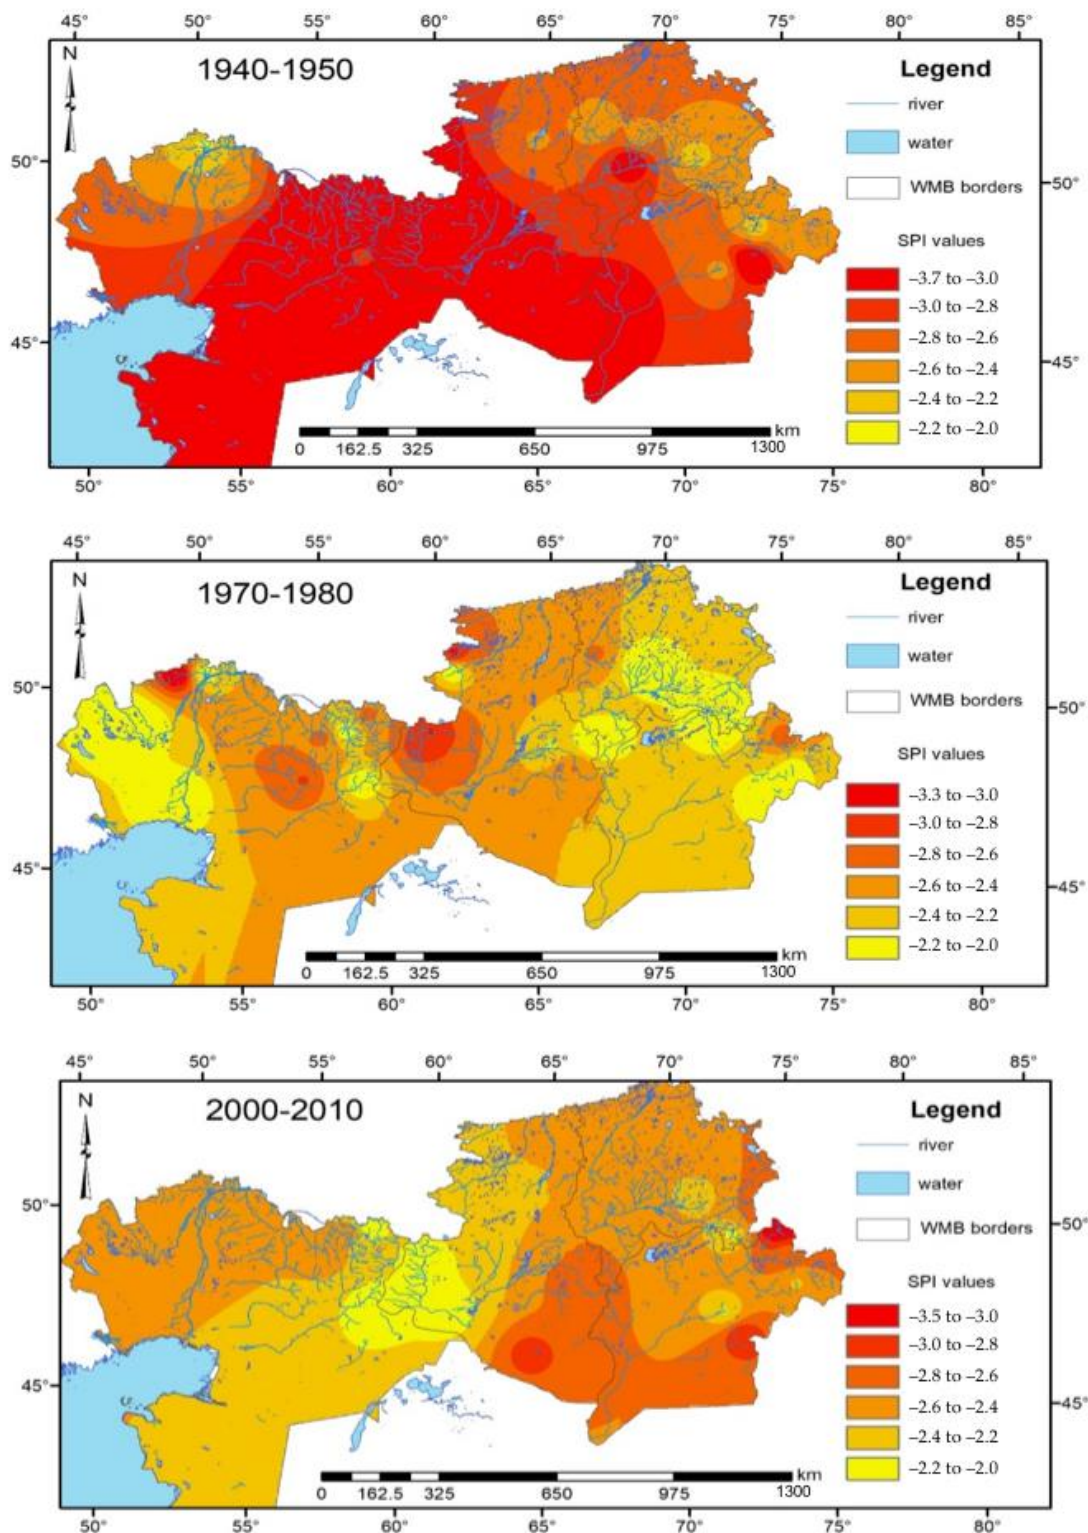 45° 50° 55° 60° 65° 70° 75° 80° 85°
N
1940-1950
Legend
river
water
50°
50°
WMB borders
SPI values
–3.7 to –3.0
–3.0 to –2.8
–2.8 to –2.6
45°
45°
–2.6 to –2.4
–2.4 to –2.2
–2.2 to –2.0
km
0 162.5 325 650 975 1300
50° 55° 60° 65° 70° 75° 80°
45° 50° 55° 60° 65° 70° 75° 80° 85°
N
1970-1980
Legend
river
water
50°
WMB borders
50°
SPI values
–3.3 to –3.0
–3.0 to –2.8
–2.8 to –2.6
45°
45°
–2.6 to –2.4
–2.4 to –2.2
–2.2 to –2.0
km
0 162.5 325 650 975 1300
50° 55° 60° 65° 70° 75° 80°
45° 50° 55° 60° 65° 70° 75° 80° 85°
N
2000-2010
Legend
river
water
50°
WMB borders
50°
SPI values
–3.5 to –3.0
–3.0 to –2.8
–2.8 to –2.6
45°
45°
–2.6 to –2.4
–2.4 to –2.2
–2.2 to –2.0
km
0 162.5 325 650 975 1300
50° 55° 60° 65° 70° 75° 80°